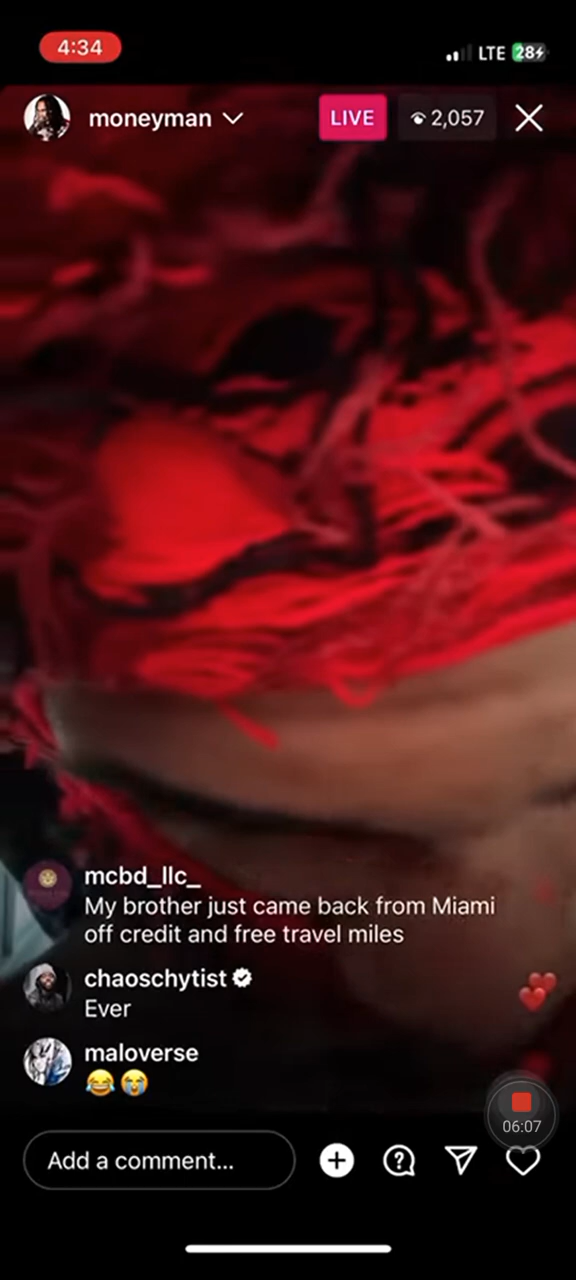 4:34
LTE 28
moneyman
LIVE
2,057
mcbd_llc_
My brother just came back from Miami
off credit and free travel miles
chaoschytist
Ever
maloverse
😂 😭
06:07
Add a comment...